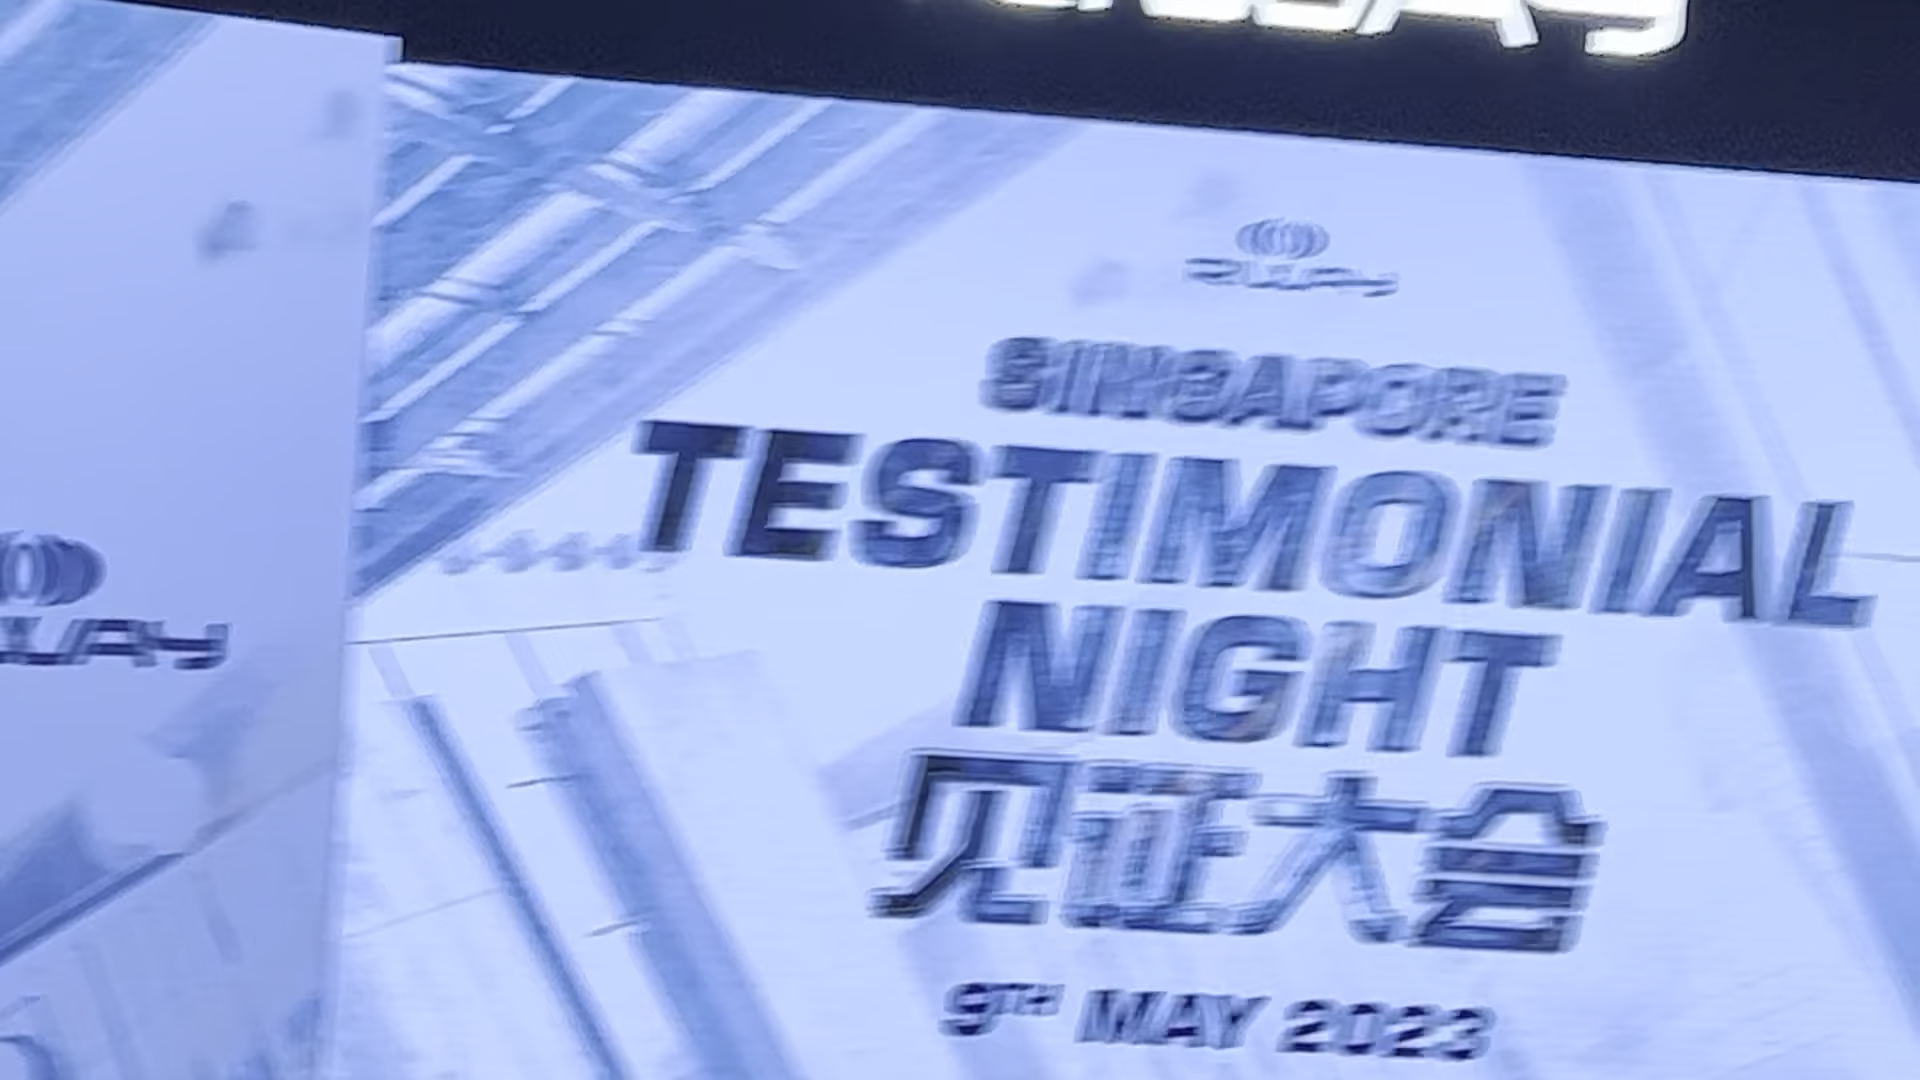 SINGAPORE
TESTIMONIAL
NIGHT
见证大会
9TH MAY 2023